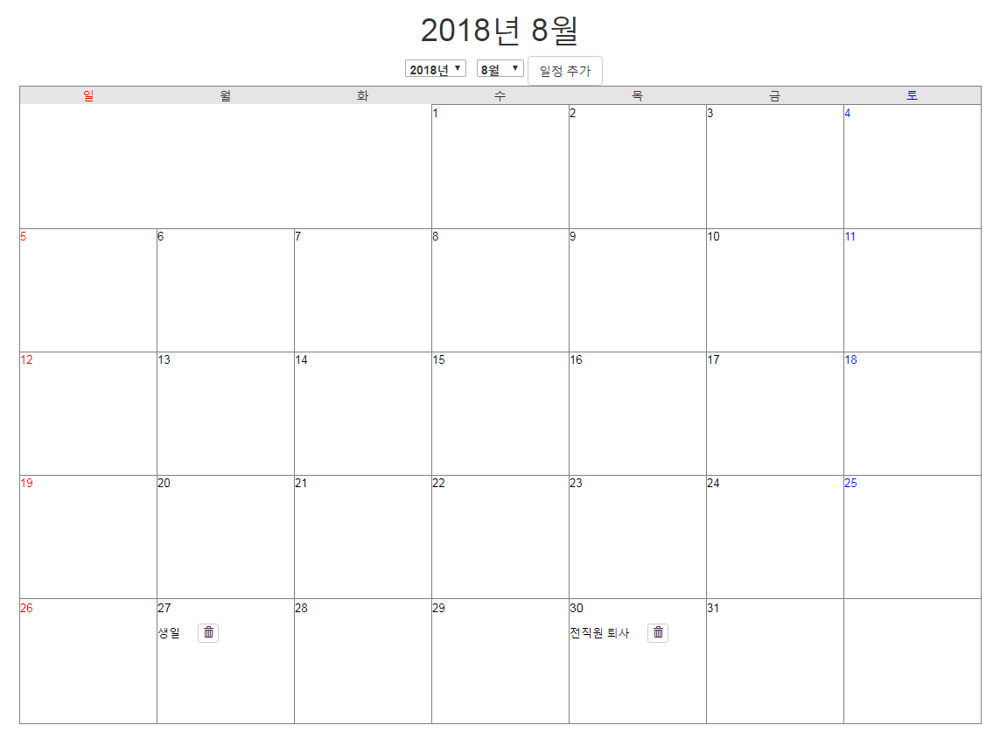 2018년 8월
2018년 8월 일정 추가
일 월 화 수 목 금 토
1 2 3 4
5 6 7 8 9 10 11
12 13 14 15 16 17 18
19 20 21 22 23 24 25
26 27 28 29 30 31
생일 전직원 퇴사